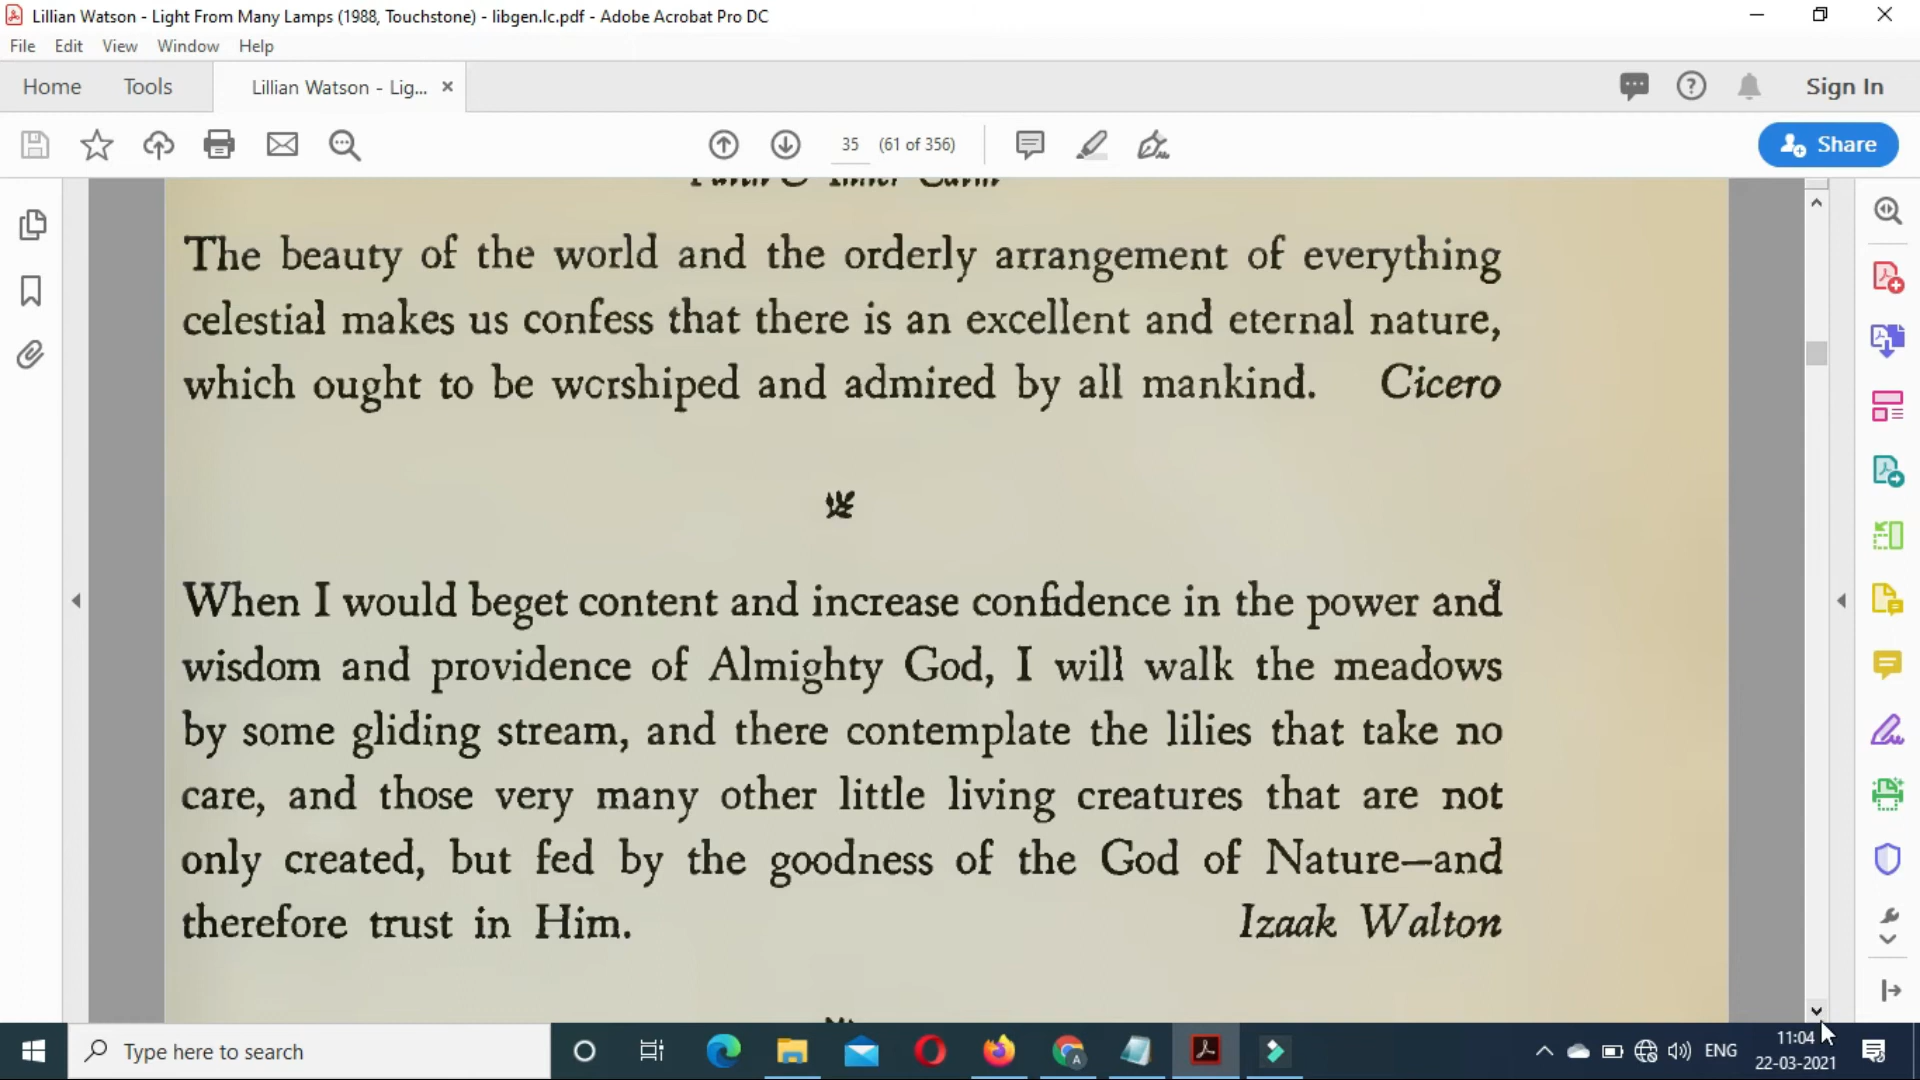 Lillian Watson - Light From Many Lamps (1988, Touchstone) - libgen.lc.pdf - Adobe Acrobat Pro DC
File Edit View Window Help
Home Tools Lillian Watson - Lig... Sign In
35 (61 of 356) Share
The beauty of the world and the orderly arrangement of everything
celestial makes us confess that there is an excellent and eternal nature,
which ought to be worshiped and admired by all mankind. Cicero
When I would beget content and increase confidence in the power and
wisdom and providence of Almighty God, I will walk the meadows
by some gliding stream, and there contemplate the lilies that take no
care, and those very many other little living creatures that are not
only created, but fed by the goodness of the God of Nature—and
therefore trust in Him. Izaak Walton
Type here to search ENG 11:04
22-03-2021